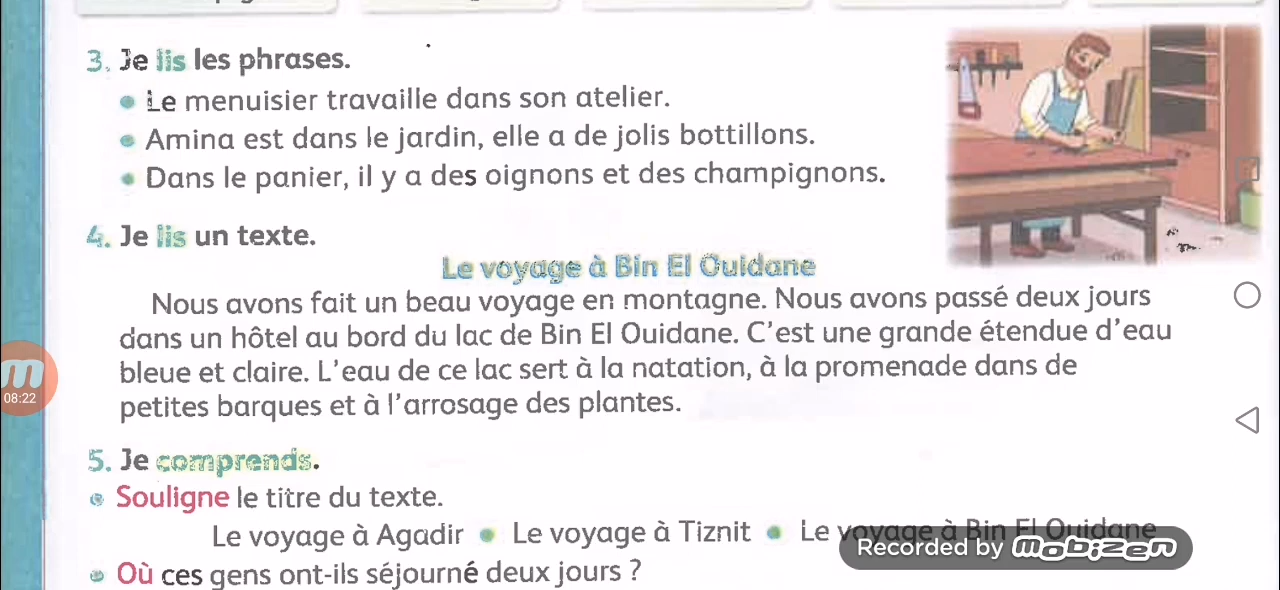 3. Je lis les phrases.
Le menuisier travaille dans son atelier.
Amina est dans le jardin, elle a de jolis bottillons.
Dans le panier, il y a des oignons et des champignons.
4. Je lis un texte.
Le voyage à Bin El Ouidane
Nous avons fait un beau voyage en montagne. Nous avons passé deux jours
dans un hôtel au bord du lac de Bin El Ouidane. C'est une grande étendue d'eau
bleue et claire. L'eau de ce lac sert à la natation, à la promenade dans de
petites barques et à l'arrosage des plantes.
08:22
5. Je comprends.
Souligne le titre du texte.
Le voyage à Agadir • Le voyage à Tiznit • Le voyage à Bin El Ouidane
Recorded by Mobizen
Où ces gens ont-ils séjourné deux jours ?